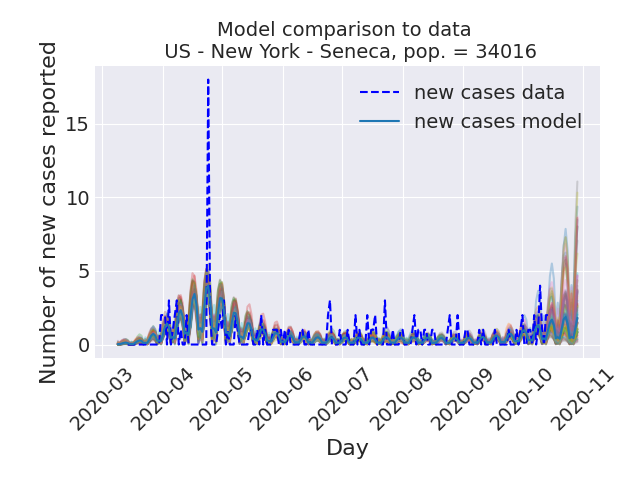 Model comparison to data
US - New York - Seneca, pop. = 34016
Number of new cases reported
new cases data
new cases model
15
10
5
0
2020-03
2020-04
2020-05
2020-06
2020-07
2020-08
2020-09
2020-10
2020-11
Day